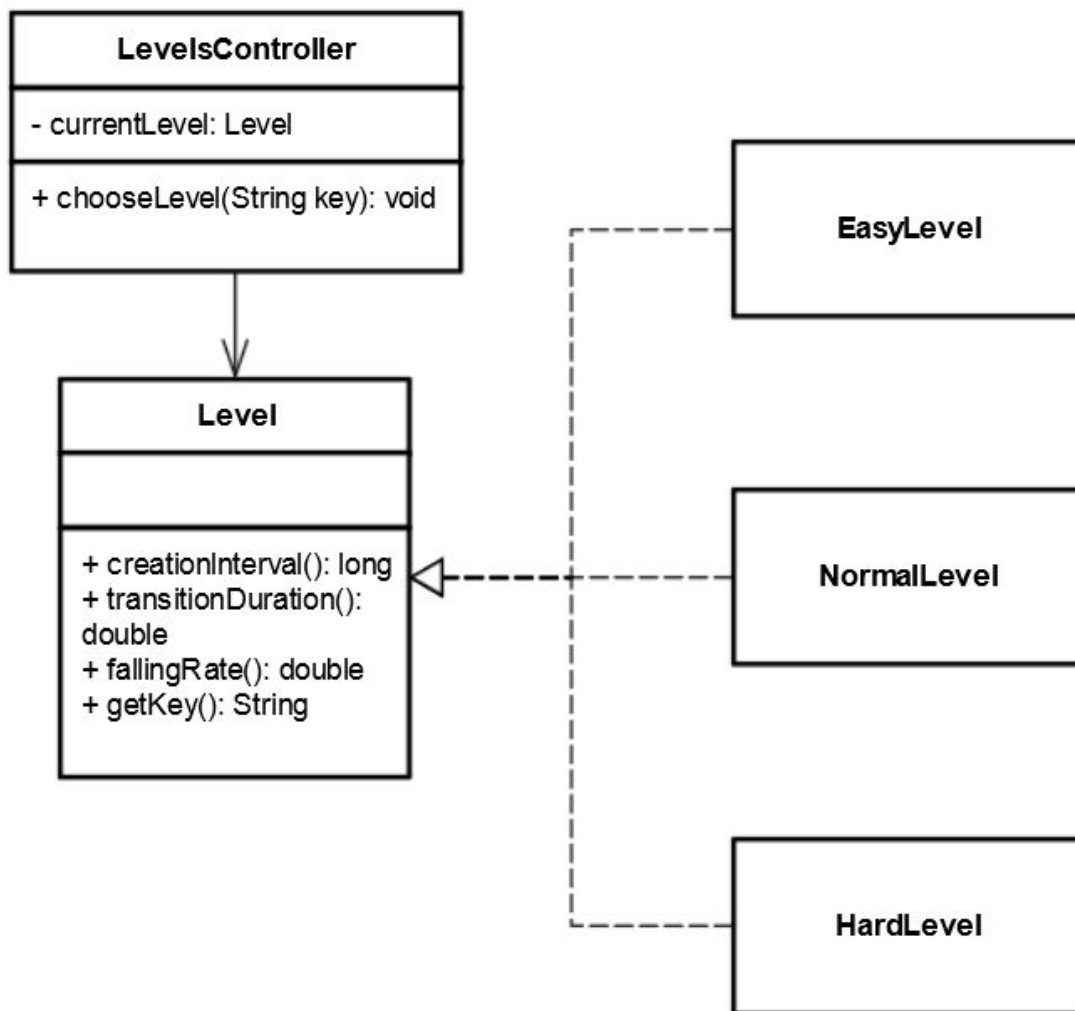 LevelsController
- currentLevel: Level
+ chooseLevel(String key): void
Level
+ creationInterval(): long
+ transitionDuration():
double
+ fallingRate(): double
+ getKey(): String
EasyLevel
NormalLevel
HardLevel